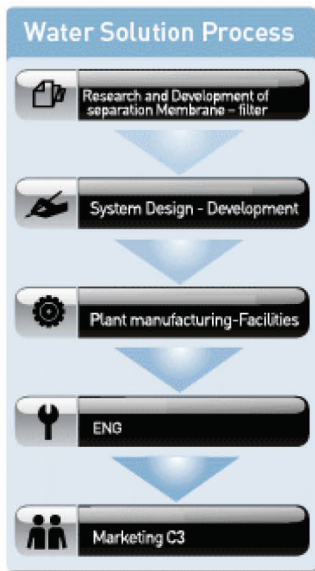 Water Solution Process
Research and Development of
separation Membrane – filter
System Design - Development
Plant manufacturing-Facilities
ENG
Marketing C3